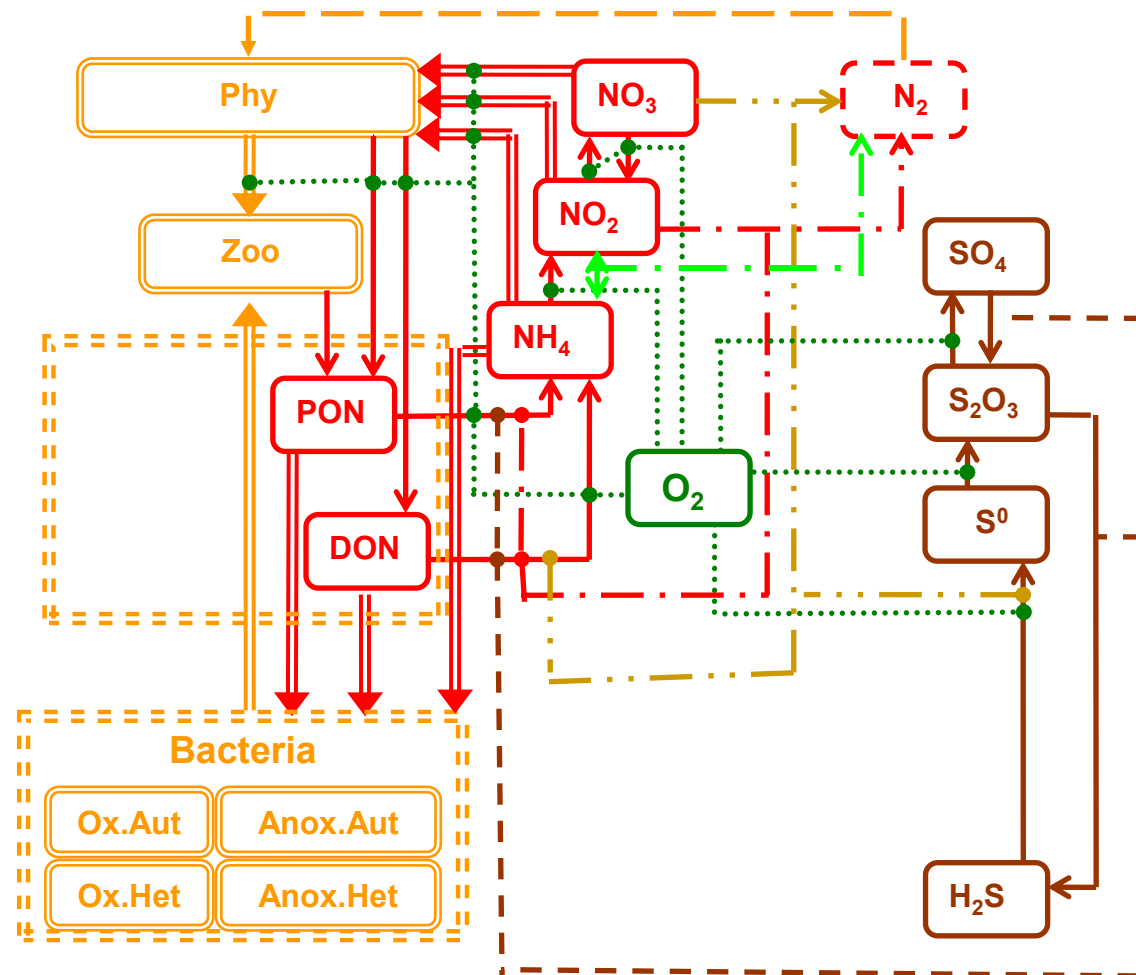 Phy
NO₃
N₂
NO₂
Zoo
SO₄
NH₄
PON
S₂O₃
O₂
S⁰
DON
Bacteria
Ox.Aut
Anox.Aut
Ox.Het
Anox.Het
H₂S